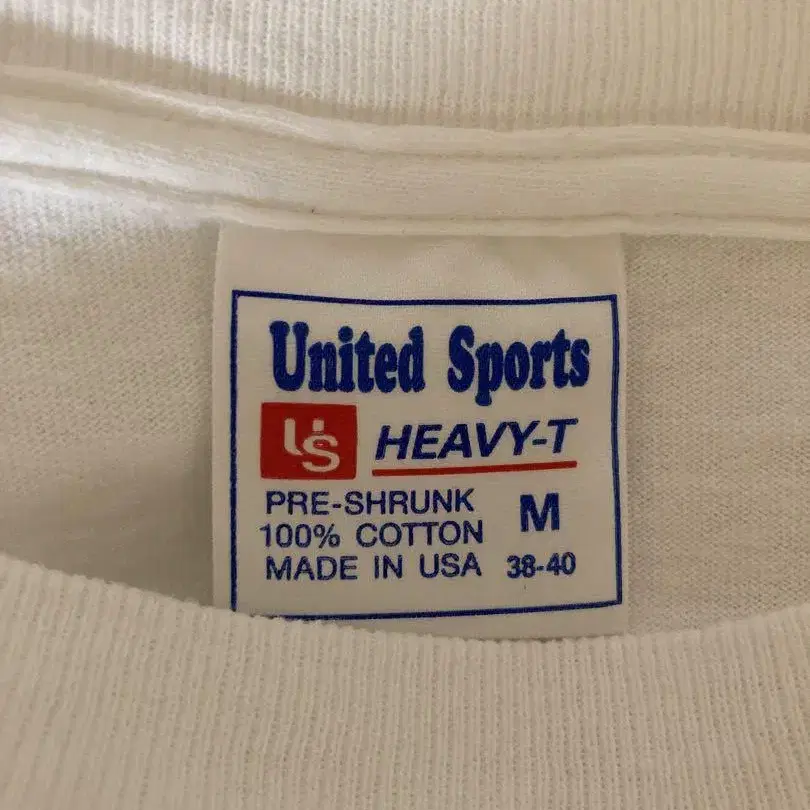 United Sports
US HEAVY-T
PRE-SHRUNK M
100% COTTON
MADE IN USA 38-40